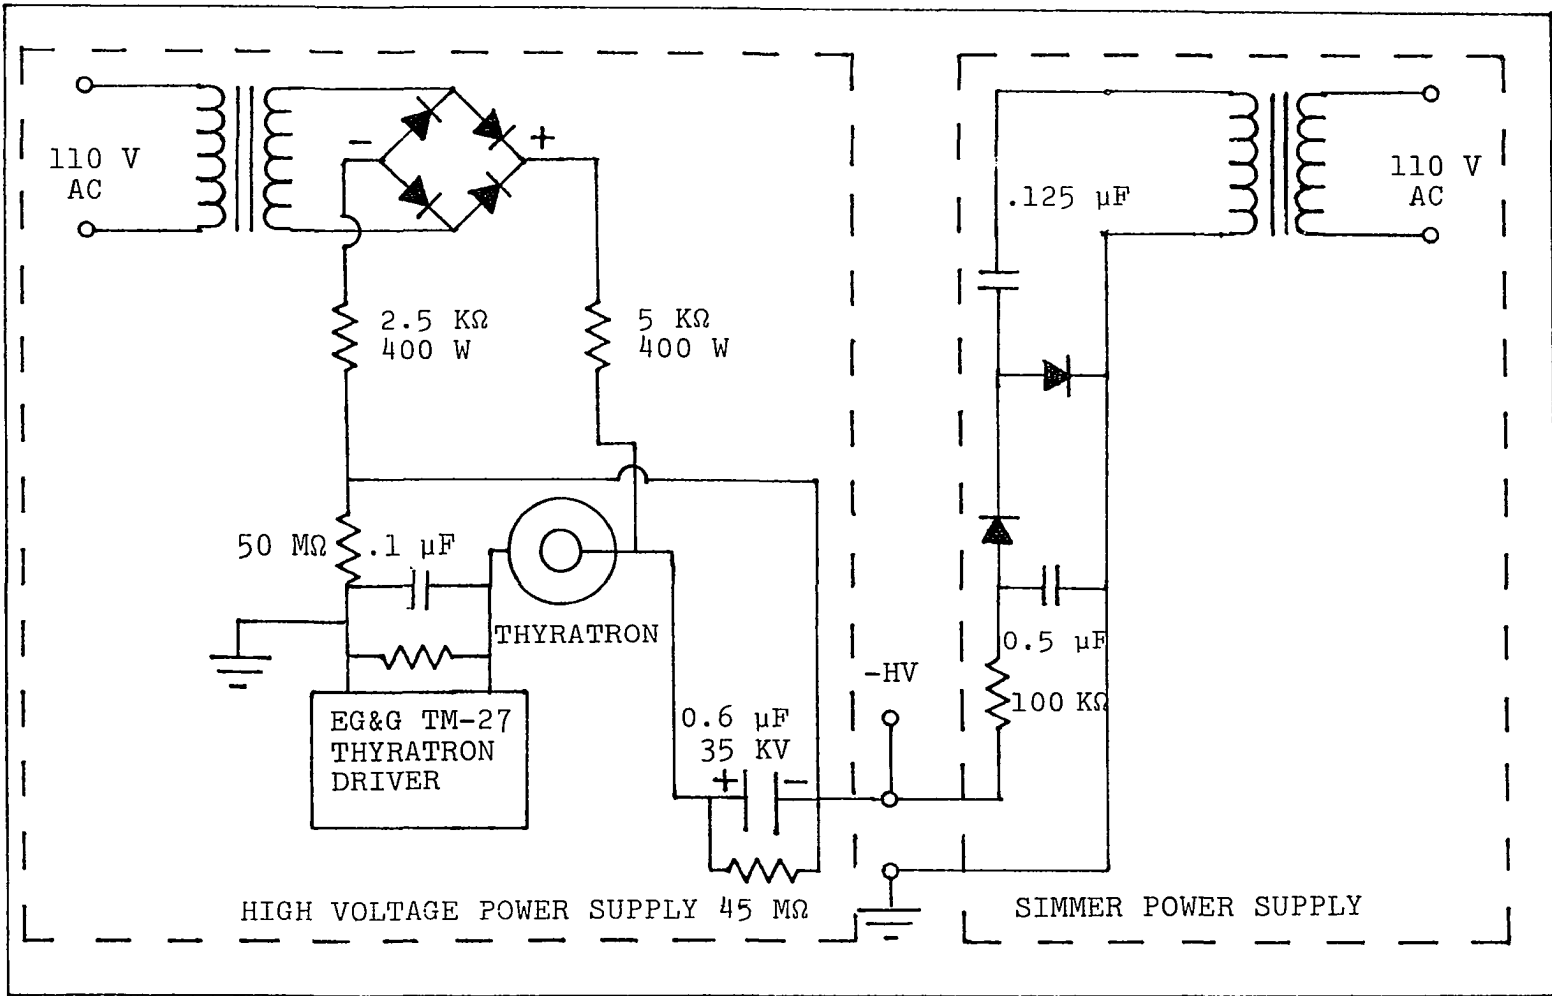 110 V
AC
-
+
2.5 KΩ
400 W
5 KΩ
400 W
50 MΩ
.1 µF
THYRATRON
EG&G TM-27
THYRATRON
DRIVER
0.6 µF
35 KV
+
-
45 MΩ
HIGH VOLTAGE POWER SUPPLY
-HV
.125 µF
110 V
AC
0.5 µF
100 KΩ
SIMMER POWER SUPPLY